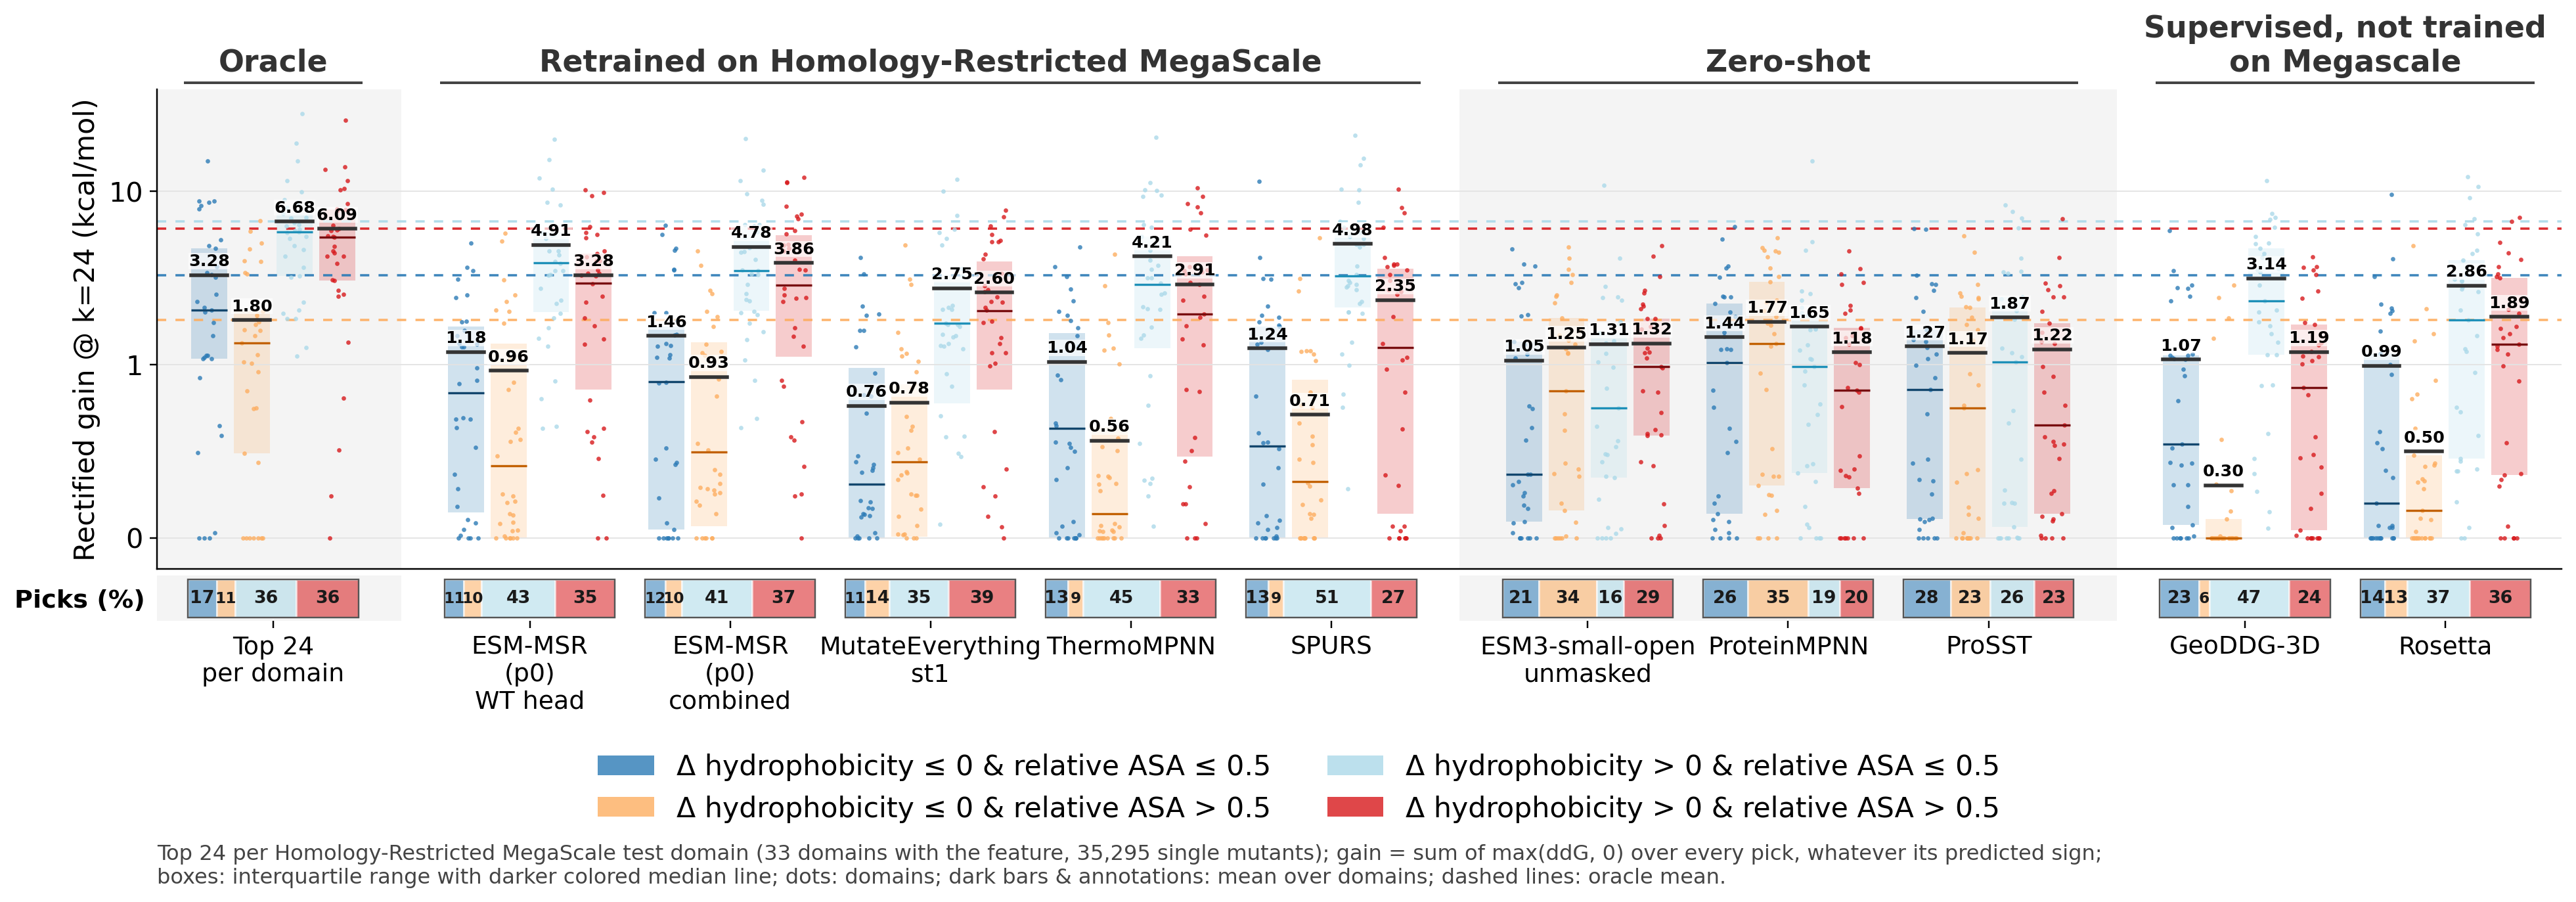 Supervised, not trained
Oracle Retrained on Homology-Restricted MegaScale Zero-shot on Megascale
Rectified gain @ k=24 (kcal/mol)
10
1
0
3.28 1.80 6.68 6.09
1.18 0.96 4.91 3.28
1.46 0.93 4.78 3.86
0.76 0.78 2.75 2.60
1.04 0.56 4.21 2.91
1.24 0.71 4.98 2.35
1.05 1.25 1.31 1.32
1.44 1.77 1.65 1.18
1.27 1.17 1.87 1.22
1.07 0.30 3.14 1.19
0.99 0.50 2.86 1.89
Picks (%)
17 11 36 36
11 10 43 35
12 10 41 37
11 14 35 39
13 9 45 33
13 9 51 27
21 34 16 29
26 35 19 20
28 23 26 23
23 6 47 24
14 13 37 36
Top 24
per domain
ESM-MSR
(p0)
WT head
ESM-MSR
(p0)
combined
MutateEverything
st1
ThermoMPNN
SPURS
ESM3-small-open
unmasked
ProteinMPNN
ProSST
GeoDDG-3D
Rosetta
Δ hydrophobicity ≤ 0 & relative ASA ≤ 0.5
Δ hydrophobicity ≤ 0 & relative ASA > 0.5
Δ hydrophobicity > 0 & relative ASA ≤ 0.5
Δ hydrophobicity > 0 & relative ASA > 0.5
Top 24 per Homology-Restricted MegaScale test domain (33 domains with the feature, 35,295 single mutants); gain = sum of max(ddG, 0) over every pick, whatever its predicted sign;
boxes: interquartile range with darker colored median line; dots: domains; dark bars & annotations: mean over domains; dashed lines: oracle mean.